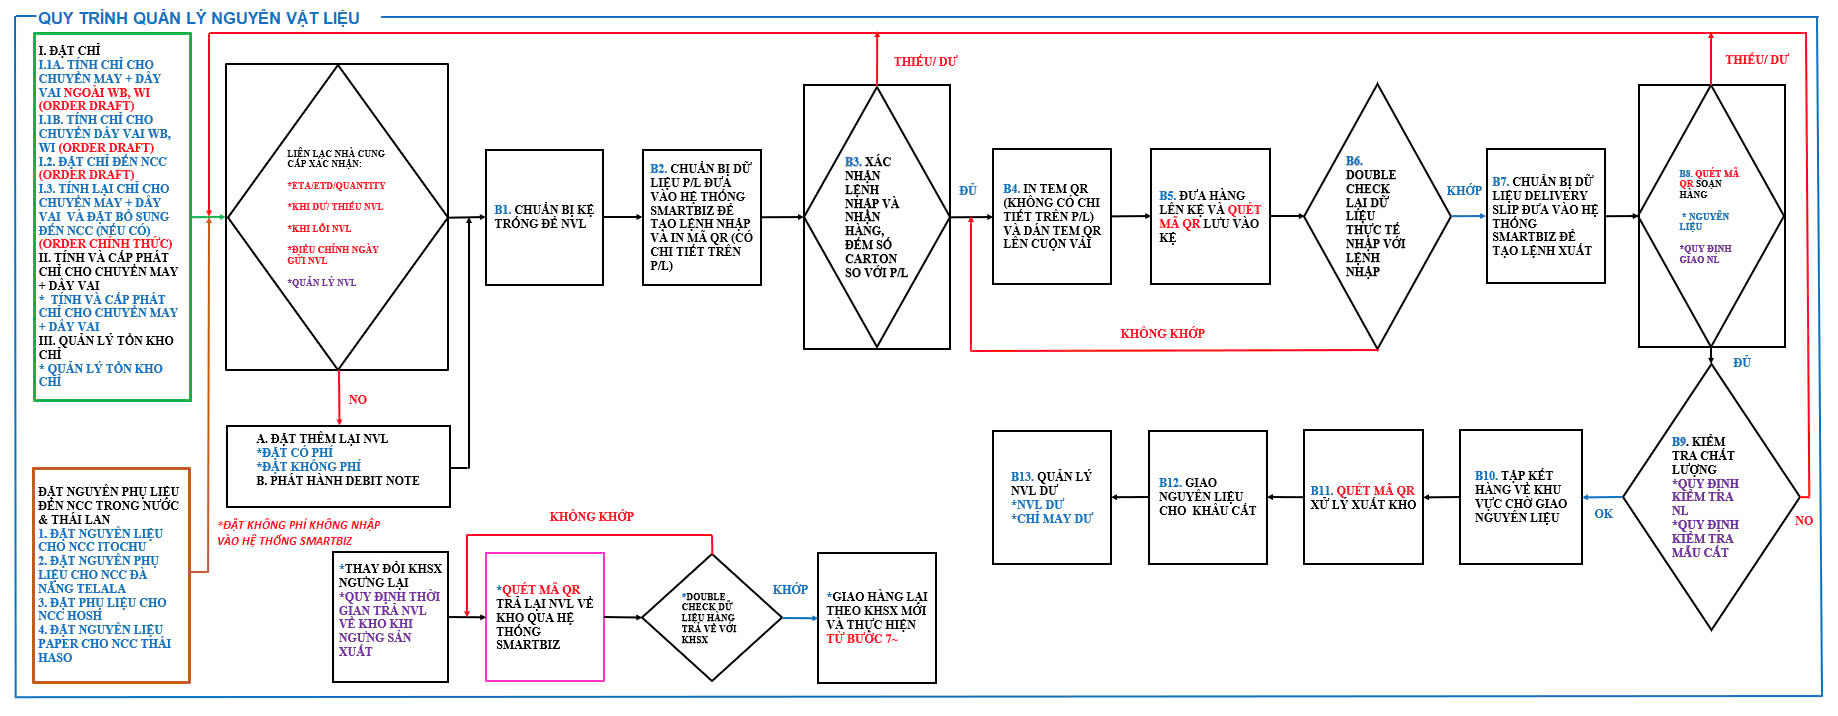 QUY TRÌNH QUẢN LÝ NGUYÊN VẬT LIỆU
I. ĐẶT CHỈ
I.1A. TÍNH CHỈ CHO
CHUYỀN MAY + DÂY
VAI NGOÀI WB, WI
(ORDER DRAFT)
I.1B. TÍNH CHỈ CHO
CHUYỀN DÂY VAI WB,
WI (ORDER DRAFT)
I.2. ĐẶT CHỈ ĐẾN NCC
(ORDER DRAFT)
I.3. TÍNH LẠI CHỈ CHO
CHUYỀN MAY + DÂY
VAI VÀ ĐẶT BỔ SUNG
ĐẾN NCC (NẾU CÓ)
(ORDER CHÍNH THỨC)
II. TÍNH VÀ CẤP PHÁT
CHỈ CHO CHUYỀN MAY
+ DÂY VAI
* TÍNH VÀ CẤP PHÁT
CHỈ CHO CHUYỀN MAY
+ DÂY VAI
III. QUẢN LÝ TỒN KHO
CHỈ
* QUẢN LÝ TỒN KHO
CHỈ
LIÊN LẠC NHÀ CUNG
CẤP XÁC NHẬN:
*ETA/ETD/QUANTITY
*KHI DƯ/ THIẾU NVL
*KHI LỖI NVL
*ĐIỀU CHỈNH NGÀY
GỬI NVL
*QUẢN LÝ NVL
NO
A. ĐẶT THÊM LẠI NVL
*ĐẶT CÓ PHÍ
*ĐẶT KHÔNG PHÍ
B. PHÁT HÀNH DEBIT NOTE
*ĐẶT KHÔNG PHÍ KHÔNG NHẬP
VÀO HỆ THỐNG SMARTBIZ
B1. CHUẨN BỊ KỆ
TRỐNG ĐỂ NVL
B2. CHUẨN BỊ DỮ
LIỆU P/L ĐƯA
VÀO HỆ THỐNG
SMARTBIZ ĐỂ
TẠO LỆNH NHẬP
VÀ IN MÃ QR (CÓ
CHI TIẾT TRÊN
P/L)
THIẾU/ DƯ
B3. XÁC
NHẬN
LỆNH
NHẬP VÀ
NHẬN
HÀNG,
ĐẾM SỐ
CARTON
SO VỚI P/L
ĐỦ
B4. IN TEM QR
(KHÔNG CÓ CHI
TIẾT TRÊN P/L)
VÀ DÁN TEM QR
LÊN CUỘN VẢI
B5. ĐƯA HÀNG
LÊN KỆ VÀ QUÉT
MÃ QR LƯU VÀO
KỆ
B6.
DOUBLE
CHECK
LẠI DỮ
LIỆU
THỰC TẾ
NHẬP VỚI
LỆNH
NHẬP
KHÔNG KHỚP
KHỚP
B7. CHUẨN BỊ DỮ
LIỆU DELIVERY
SLÍP ĐƯA VÀO HỆ
THỐNG
SMARTBIZ ĐỂ
TẠO LỆNH XUẤT
THIẾU/ DƯ
B8. QUÉT MÃ
QR SOẠN
HÀNG
* NGUYÊN
LIỆU
*QUY ĐỊNH
GIAO NL
ĐỦ
B9. KIỂM
TRA CHẤT
LƯỢNG
*QUY ĐỊNH
KIỂM TRA
NL
*QUY ĐỊNH
KIỂM TRA
MẪU CẮT
NO
OK
B10. TẬP KẾT
HÀNG VỀ KHU
VỰC CHỜ GIAO
NGUYÊN LIỆU
B11. QUÉT MÃ QR
XỬ LÝ XUẤT KHO
B12. GIAO
NGUYÊN LIỆU
CHO KHÂU CẮT
B13. QUẢN LÝ
NVL DƯ
*NVL DƯ
*CHỈ MAY DƯ
ĐẶT NGUYÊN PHỤ LIỆU
ĐẾN NCC TRONG NƯỚC
& THÁI LAN
1. ĐẶT NGUYÊN LIỆU
CHO NCC ITOCHU
2. ĐẶT NGUYÊN PHỤ
LIỆU CHO NCC ĐÀ
NẴNG TELALA
3. ĐẶT PHỤ LIỆU CHO
NCC HOSHI
4. ĐẶT NGUYÊN LIỆU
PAPER CHO NCC THÁI
HASO
*THAY ĐỔI KHSX
NGƯNG LẠI
*QUY ĐỊNH THỜI
GIAN TRẢ NVL
VỀ KHO KHI
NGƯNG SẢN
XUẤT
KHÔNG KHỚP
*QUÉT MÃ QR
TRẢ LẠI NVL VỀ
KHO QUA HỆ
THỐNG
SMARTBIZ
*DOUBLE
CHECK DỮ
LIỆU HÀNG
TRẢ VỀ VỚI
KHSX
KHỚP
*GIAO HÀNG LẠI
THEO KHSX MỚI
VÀ THỰC HIỆN
TỪ BƯỚC 7~